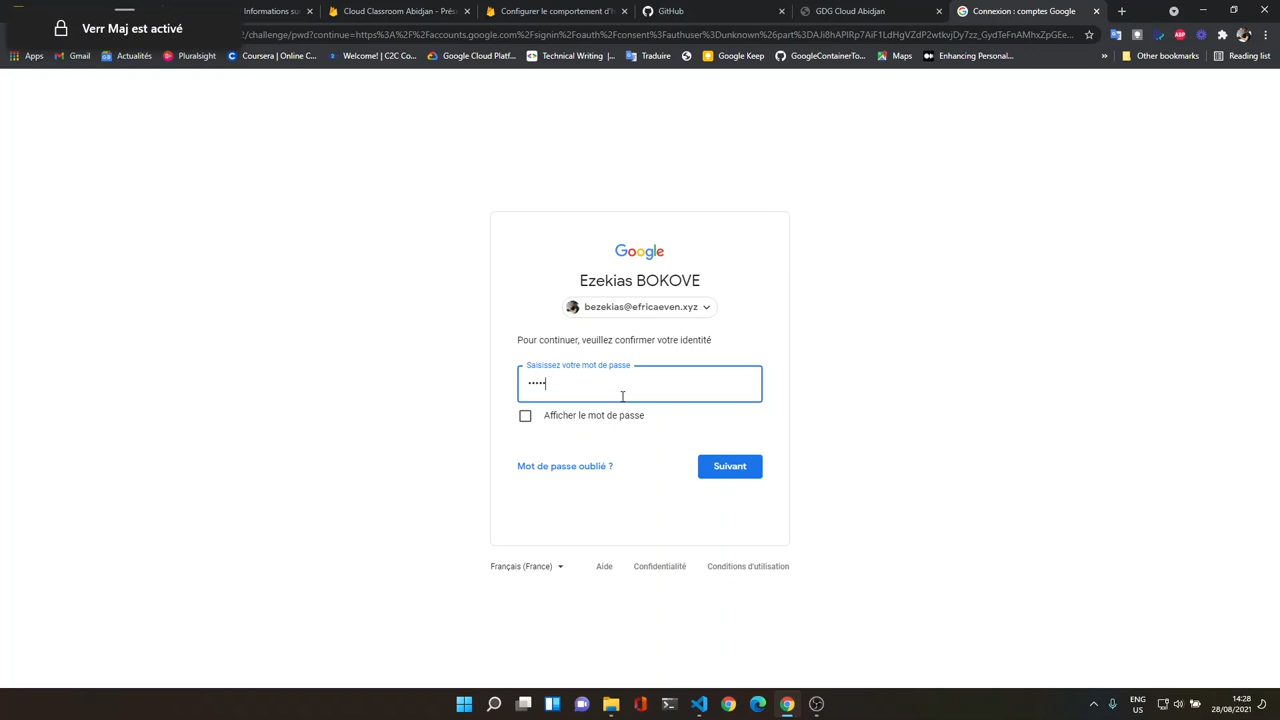 Verr Maj est activé
Informations su
Cloud Classroom Abidjan - Prés
Configurer le comportement d'h
GitHub
GDG Cloud Abidjan
Connexion : comptes Google
Apps
Gmail
Actualités
Pluralsight
Coursera | Online C...
Welcome! | C2C Co...
Google Cloud Platf...
Technical Writing |...
Traduire
Google Keep
GoogleContainerTo...
Maps
Enhancing Personal...
Other bookmarks
Reading list
Google
Ezekias BOKOVE
bezekias@efricaeven.xyz
Pour continuer, veuillez confirmer votre identité
Saisissez votre mot de passe
•••••
Afficher le mot de passe
Mot de passe oublié ?
Suivant
Français (France)
Aide
Confidentialité
Conditions d'utilisation
ENG
US
14:28
28/08/2021